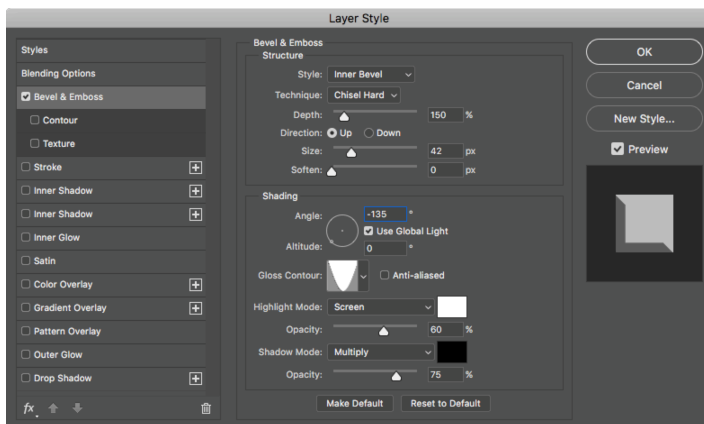 Layer Style
Styles
Blending Options
Bevel & Emboss
Contour
Texture
Stroke
Inner Shadow
Inner Shadow
Inner Glow
Satin
Color Overlay
Gradient Overlay
Pattern Overlay
Outer Glow
Drop Shadow
fx
Bevel & Emboss
Structure
Style: Inner Bevel
Technique: Chisel Hard
Depth: 150 %
Direction: Up Down
Size: 42 px
Soften: 0 px
Shading
Angle: -135 °
Use Global Light
Altitude: 0 °
Gloss Contour: Anti-aliased
Highlight Mode: Screen
Opacity: 60 %
Shadow Mode: Multiply
Opacity: 75 %
Make Default Reset to Default
OK
Cancel
New Style...
Preview